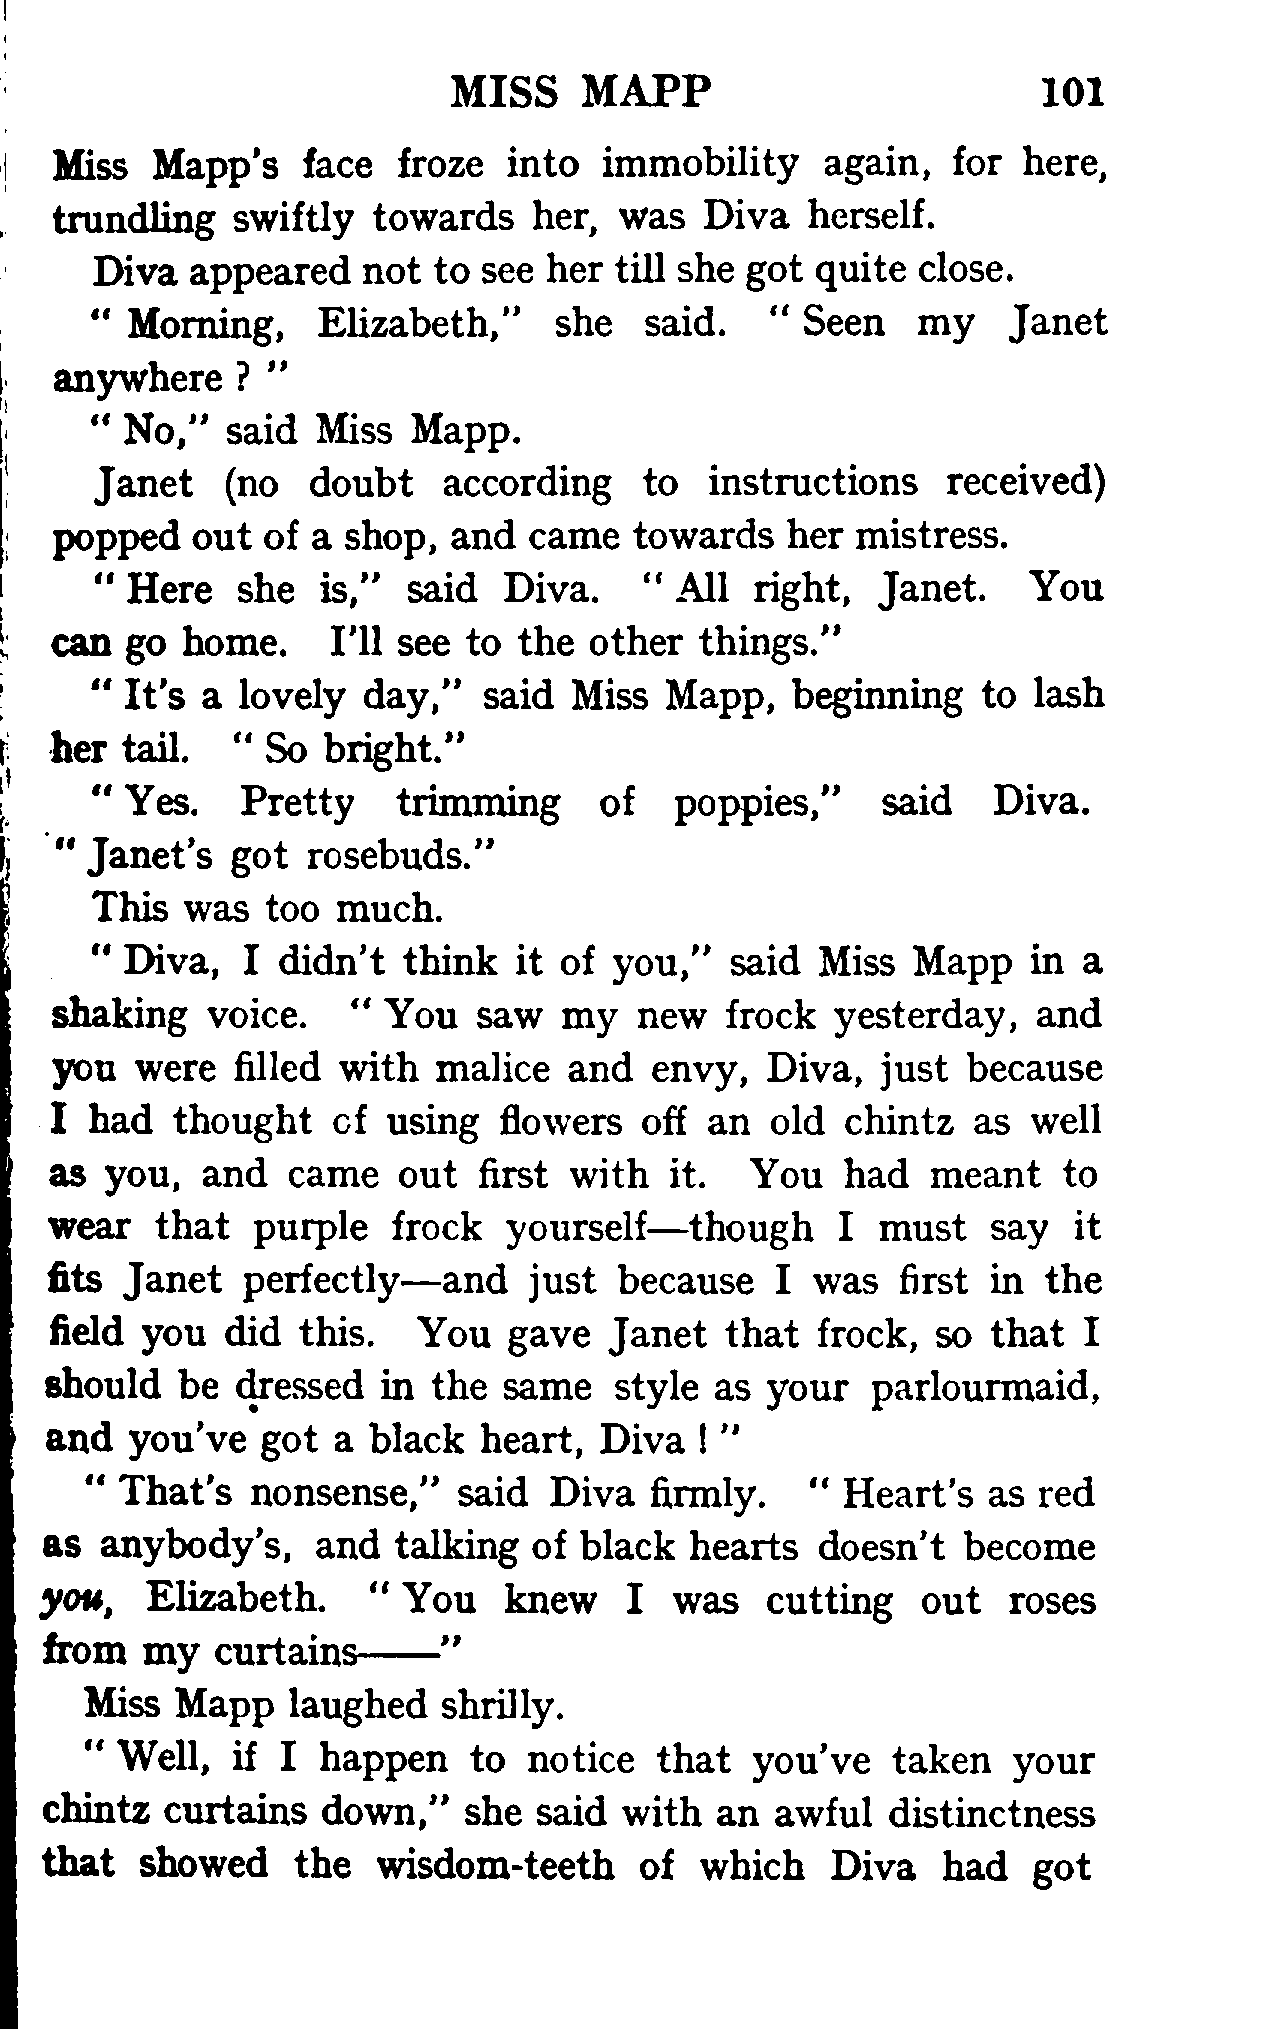 MISS MAPP 101
Miss Mapp's face froze into immobility again, for here,
trundling swiftly towards her, was Diva herself.
Diva appeared not to see her till she got quite close.
" Morning, Elizabeth," she said. " Seen my Janet
anywhere ? "
" No," said Miss Mapp.
Janet (no doubt according to instructions received)
popped out of a shop, and came towards her mistress.
" Here she is," said Diva. " All right, Janet. You
can go home. I'll see to the other things."
" It's a lovely day," said Miss Mapp, beginning to lash
her tail. " So bright."
" Yes. Pretty trimming of poppies," said Diva.
" Janet's got rosebuds."
This was too much.
" Diva, I didn't think it of you," said Miss Mapp in a
shaking voice. " You saw my new frock yesterday, and
you were filled with malice and envy, Diva, just because
I had thought cf using flowers off an old chintz as well
as you, and came out first with it. You had meant to
wear that purple frock yourself—though I must say it
fits Janet perfectly—and just because I was first in the
field you did this. You gave Janet that frock, so that I
should be dressed in the same style as your parlourmaid,
and you've got a black heart, Diva ! "
" That's nonsense," said Diva firmly. " Heart's as red
as anybody's, and talking of black hearts doesn't become
you, Elizabeth. " You knew I was cutting out roses
from my curtains——"
Miss Mapp laughed shrilly.
" Well, if I happen to notice that you've taken your
chintz curtains down," she said with an awful distinctness
that showed the wisdom-teeth of which Diva had got